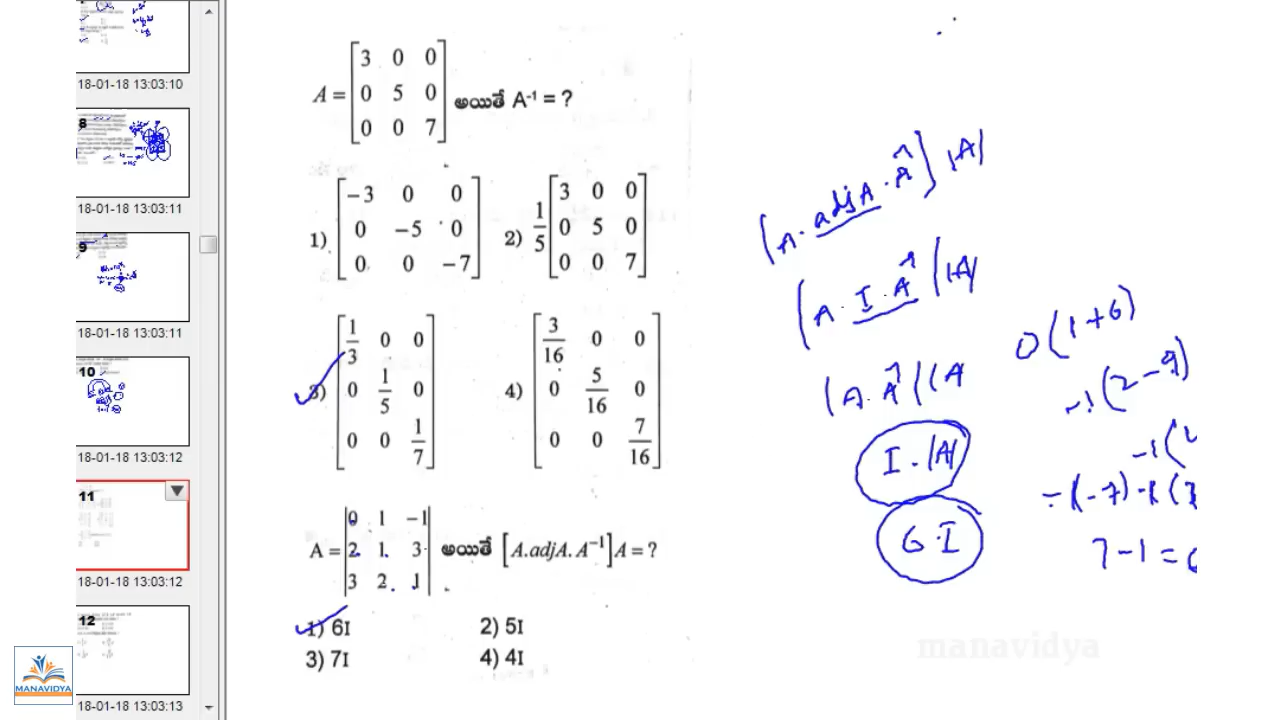 18-01-18 13:03:10
8
18-01-18 13:03:11
9
18-01-18 13:03:11
10
18-01-18 13:03:12
11
18-01-18 13:03:12
12
18-01-18 13:03:13
MANAVIDYA
A = [3 0 0
0 5 0
0 0 7] అయితే A⁻¹ = ?
1) [−3 0 0
0 −5 0
0 0 −7]
2) 1/5 [3 0 0
0 5 0
0 0 7]
3) [1/3 0 0
0 1/5 0
0 0 1/7]
4) [3/16 0 0
0 5/16 0
0 0 7/16]
A = |0 1 −1|
|2 1 3|
|3 2 1| అయితే [A.adjA.A⁻¹]A = ?
1) 6I
2) 5I
3) 7I
4) 4I
(A. adjA. A) |A|
(A. I. A) |A|
(A. A) |A
I. |A|
6.I
0(1+6)
-1(2-9)
7-1=
manavidya